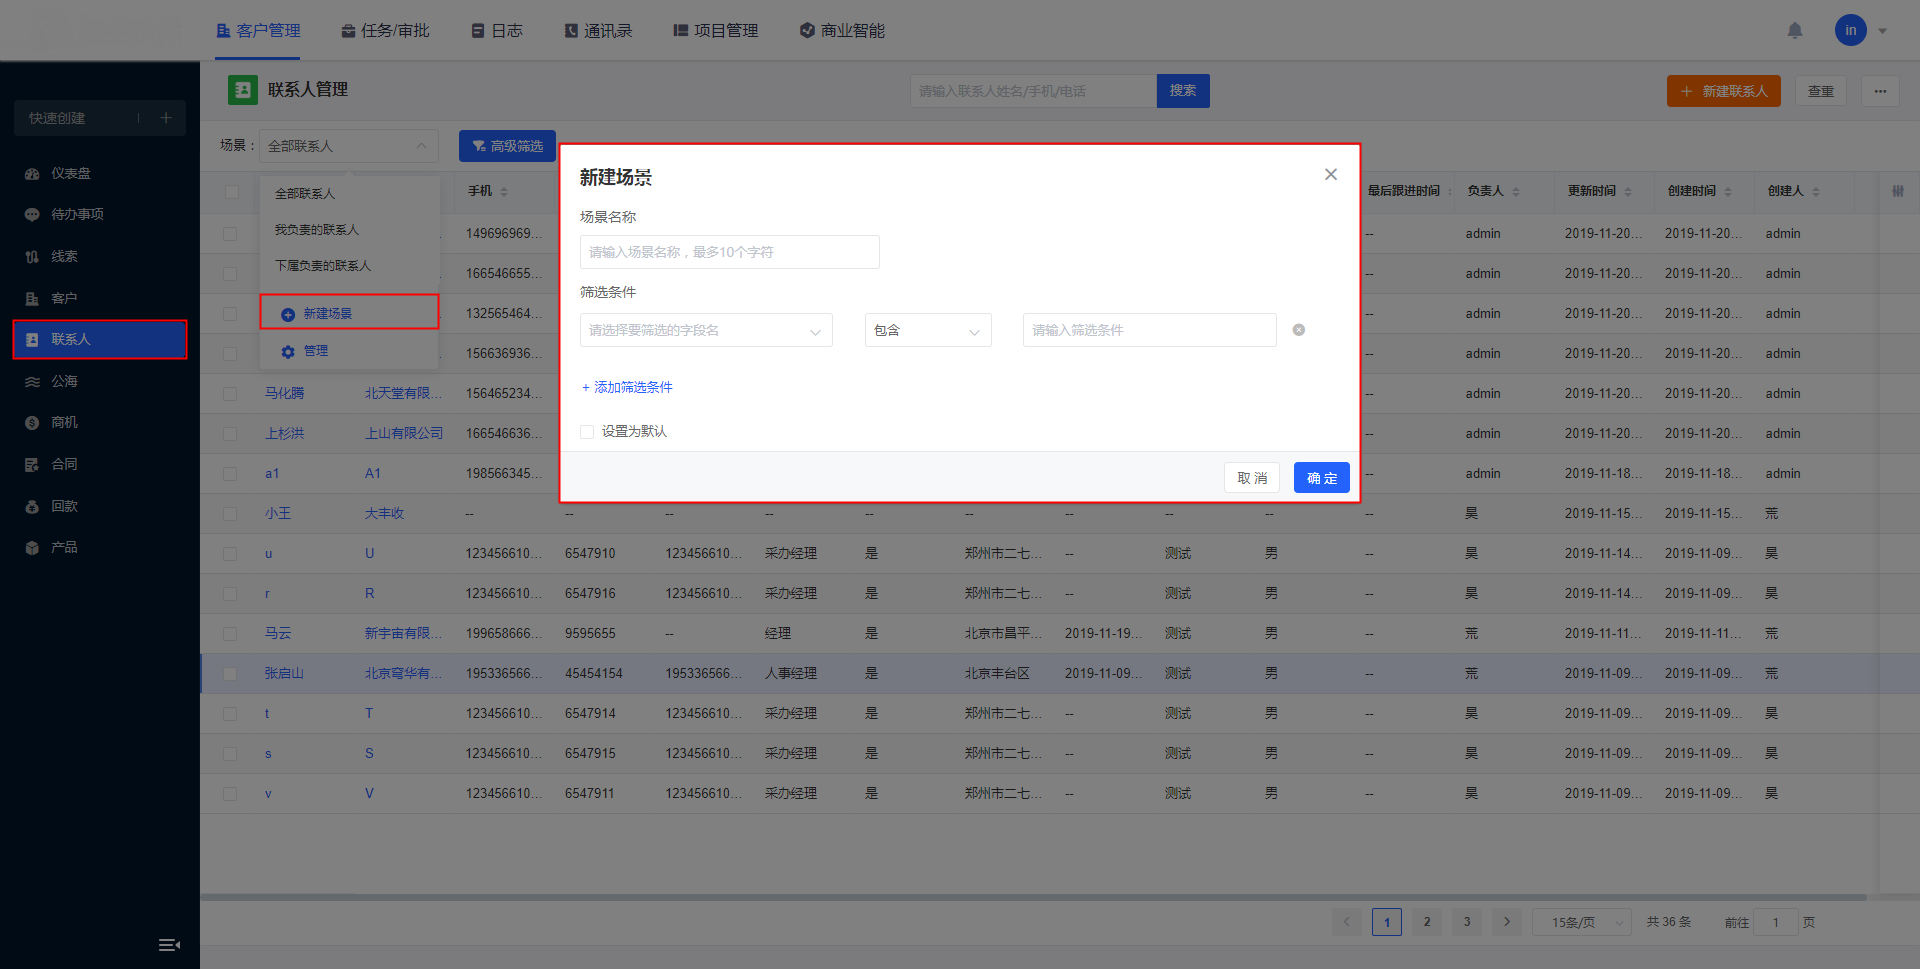 客户管理 任务/审批 日志 通讯录 项目管理 商业智能 in
联系人管理 请输入联系人姓名/手机/电话 搜索 + 新建联系人 查重 ...
快速创建 +
仪表盘
待办事项
线索
客户
联系人
公海
商机
合同
回款
产品
场景： 全部联系人 高级筛选
全部联系人
我负责的联系人
下属负责的联系人
新建场景
管理
新建场景
场景名称
请输入场景名称，最多10个字符
筛选条件
请选择要筛选的字段名 包含 请输入筛选条件
+ 添加筛选条件
设置为默认
取消 确定
手机 最后跟进时间 负责人 更新时间 创建时间 创建人
149696969... -- admin 2019-11-20... 2019-11-20... admin
166546655... -- admin 2019-11-20... 2019-11-20... admin
132565464... -- admin 2019-11-20... 2019-11-20... admin
156636936... -- admin 2019-11-20... 2019-11-20... admin
马化腾 北天堂有限... 156465234... -- admin 2019-11-20... 2019-11-20... admin
上杉洪 上山有限公司 166546636... -- admin 2019-11-20... 2019-11-20... admin
a1 A1 198566345... -- admin 2019-11-18... 2019-11-18... admin
小王 大丰收 -- -- -- -- -- -- -- -- -- -- 昊 2019-11-15... 2019-11-15... 荒
u U 123456610... 6547910 123456610... 采办经理 是 郑州市二七... -- 测试 男 -- 昊 2019-11-14... 2019-11-09... 昊
r R 123456610... 6547916 123456610... 采办经理 是 郑州市二七... -- 测试 男 -- 昊 2019-11-14... 2019-11-09... 昊
马云 新宇宙有限... 199658666... 9595655 -- 经理 是 北京市昌平... 2019-11-19... 测试 男 -- 荒 2019-11-11... 2019-11-11... 荒
张启山 北京穹华有... 195336566... 45454154 195336566... 人事经理 是 北京丰台区 2019-11-09... 测试 男 -- 荒 2019-11-09... 2019-11-09... 荒
t T 123456610... 6547914 123456610... 采办经理 是 郑州市二七... -- 测试 男 -- 昊 2019-11-09... 2019-11-09... 昊
s S 123456610... 6547915 123456610... 采办经理 是 郑州市二七... -- 测试 男 -- 昊 2019-11-09... 2019-11-09... 昊
v V 123456610... 6547911 123456610... 采办经理 是 郑州市二七... -- 测试 男 -- 昊 2019-11-09... 2019-11-09... 昊
< 1 2 3 > 15条/页 共 36 条 前往 1 页